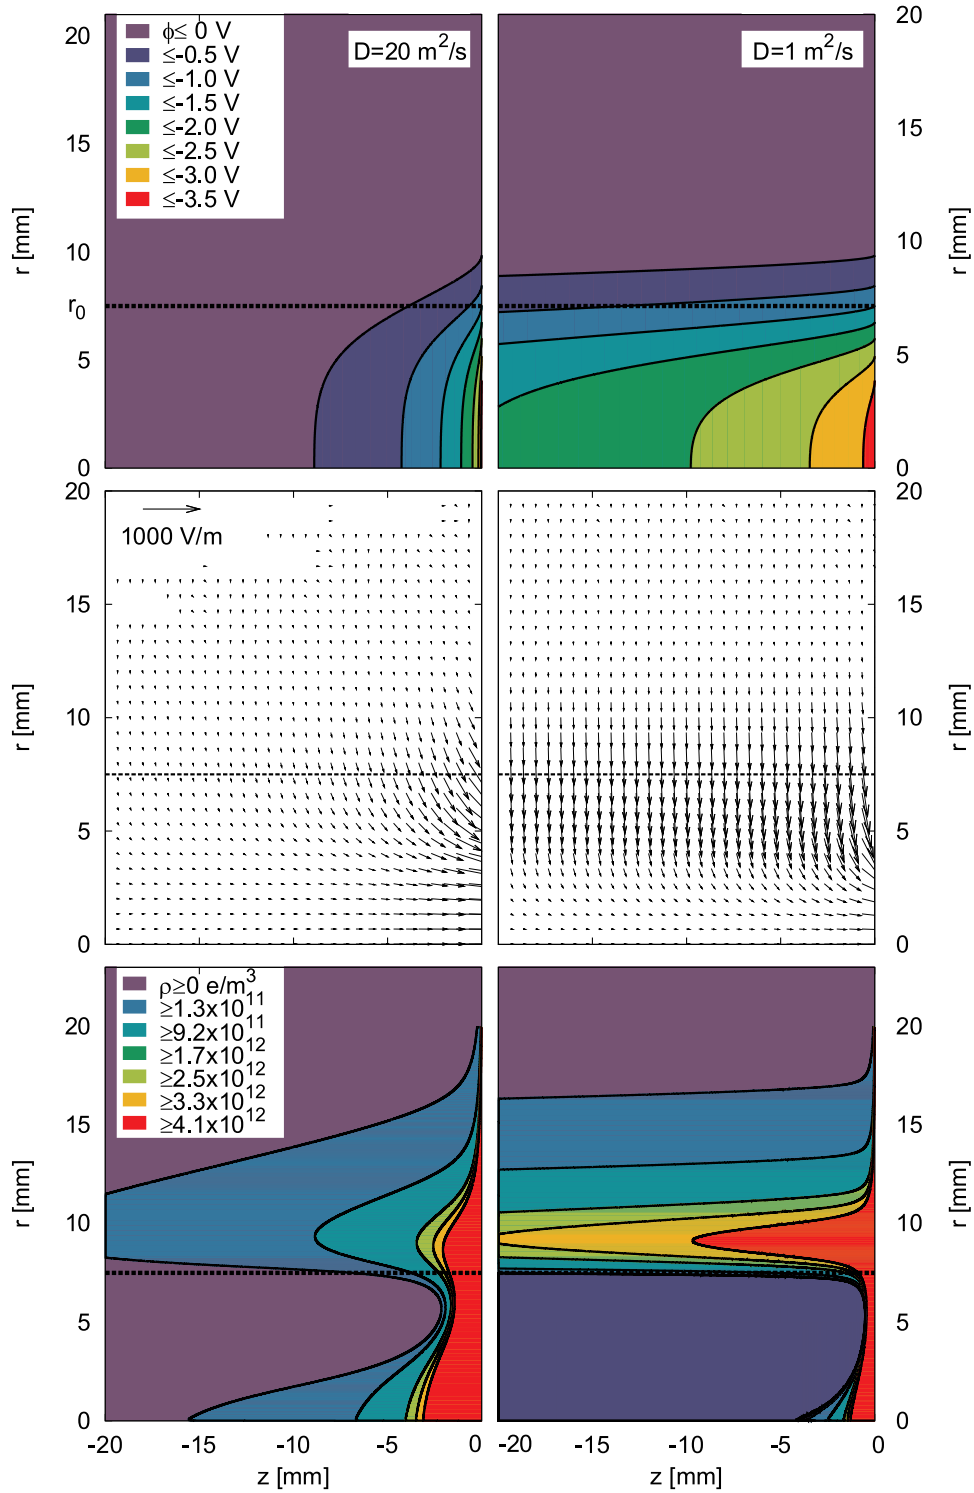 ϕ≤ 0 V
≤-0.5 V
≤-1.0 V
≤-1.5 V
≤-2.0 V
≤-2.5 V
≤-3.0 V
≤-3.5 V
D=20 m²/s
D=1 m²/s
20
15
10
r₀
5
0
r [mm]
20
15
10
5
0
r [mm]
1000 V/m
20
15
10
5
0
r [mm]
20
15
10
5
0
r [mm]
ρ≥0 e/m³
≥1.3x10¹¹
≥9.2x10¹¹
≥1.7x10¹²
≥2.5x10¹²
≥3.3x10¹²
≥4.1x10¹²
20
15
10
5
0
r [mm]
20
15
10
5
0
r [mm]
-20 -15 -10 -5 0
z [mm]
-20 -15 -10 -5 0
z [mm]